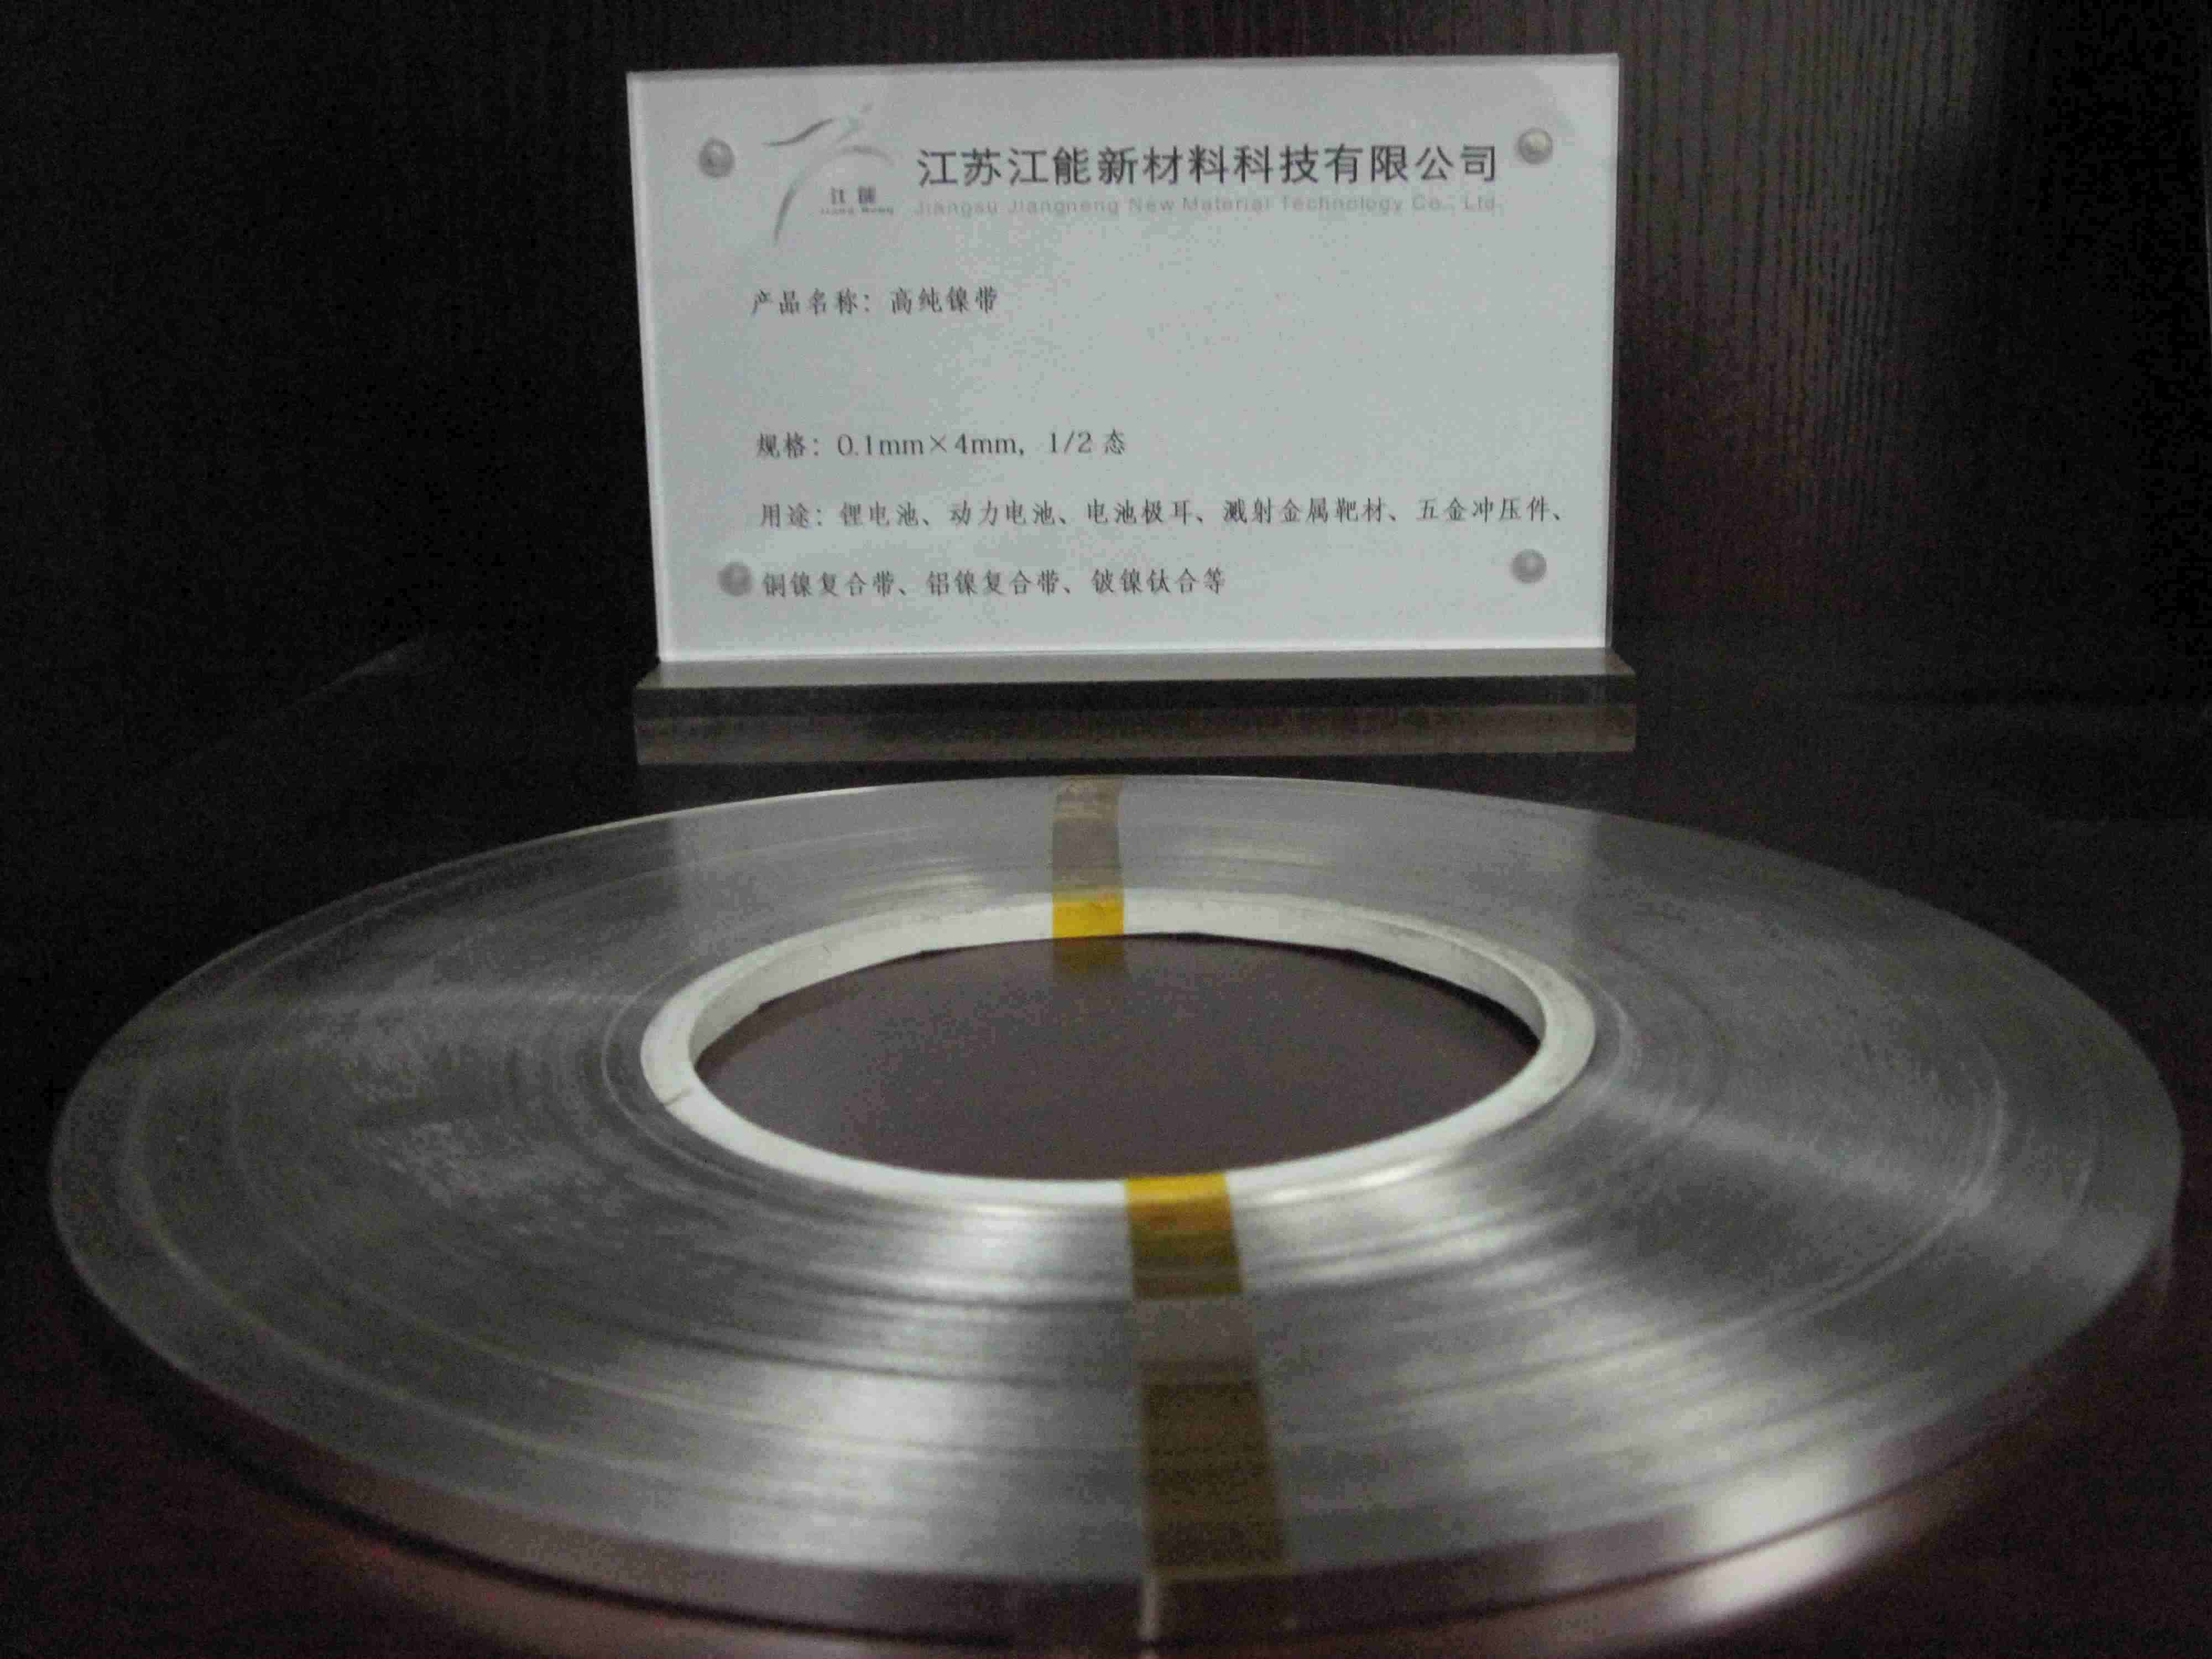 江苏江能新材料科技有限公司
江能
Jiangsu Jiangneng New Material Technology Co., Ltd.
产品名称：高纯镍带
规格：0.1mm×4mm，1/2 态
用途：锂电池、动力电池、电池极耳、溅射金属靶材、五金冲压件、
铜镍复合带、铝镍复合带、铍镍钛合等